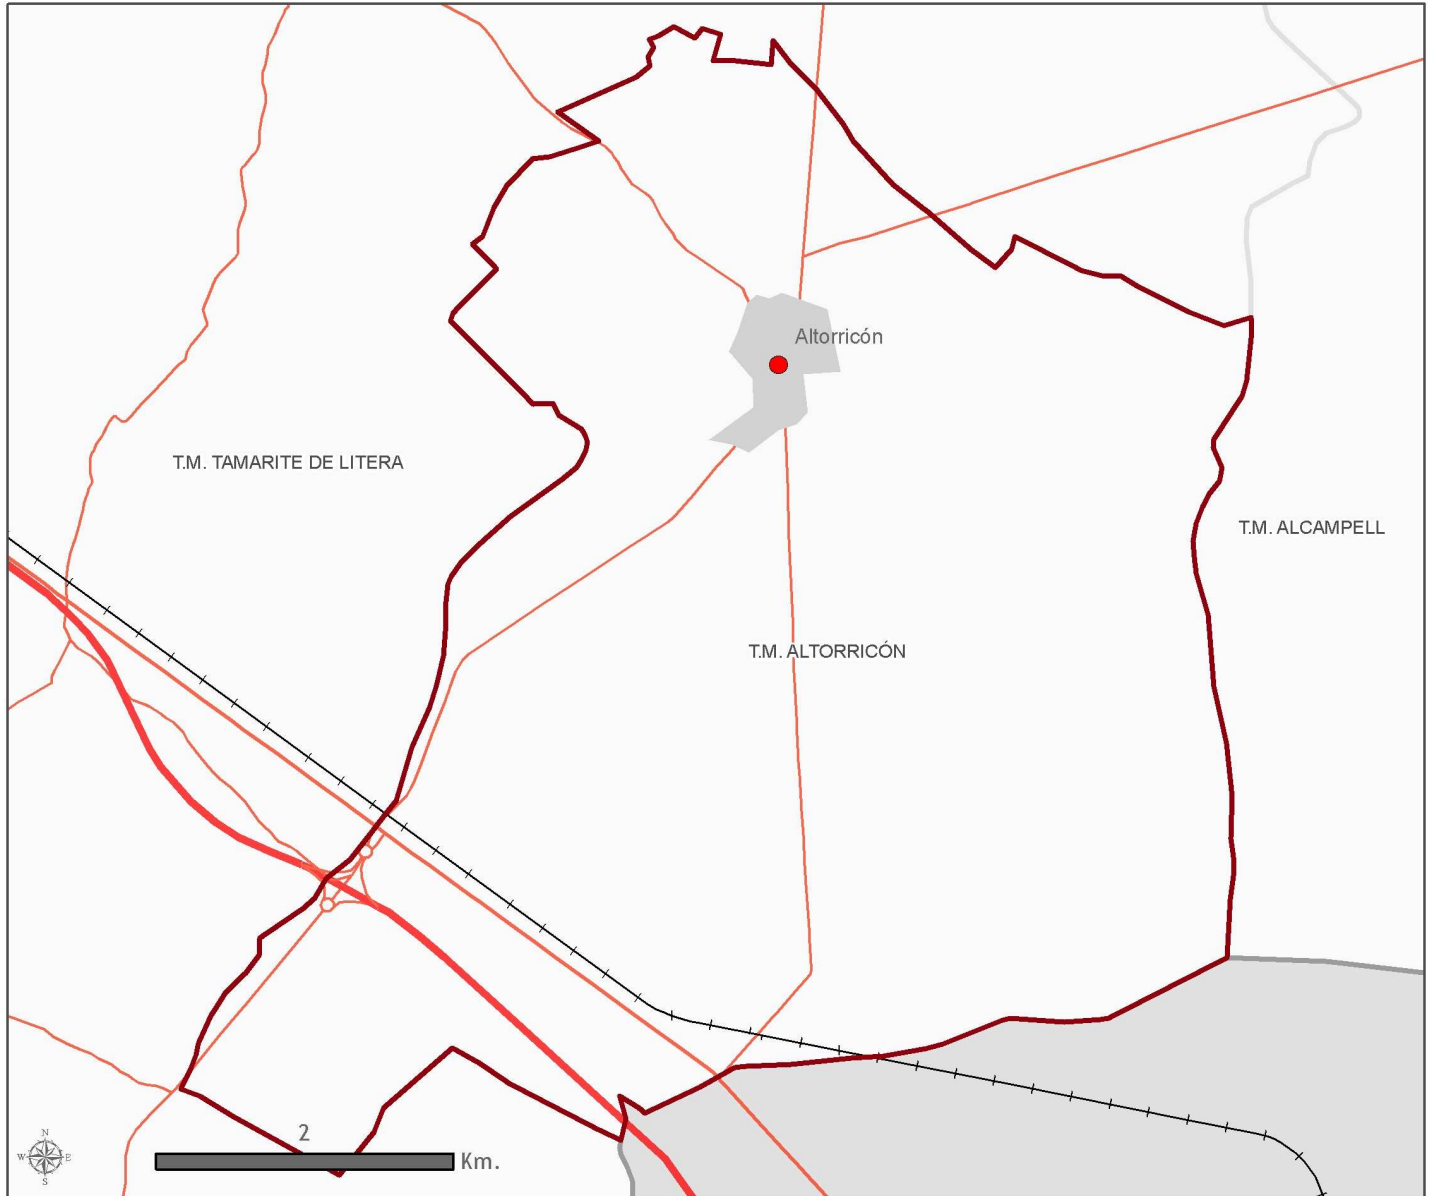 Altorricón
T.M. TAMARITE DE LITERA
T.M. ALCAMPELL
T.M. ALTORRICÓN
2
Km.
N
W
E
S